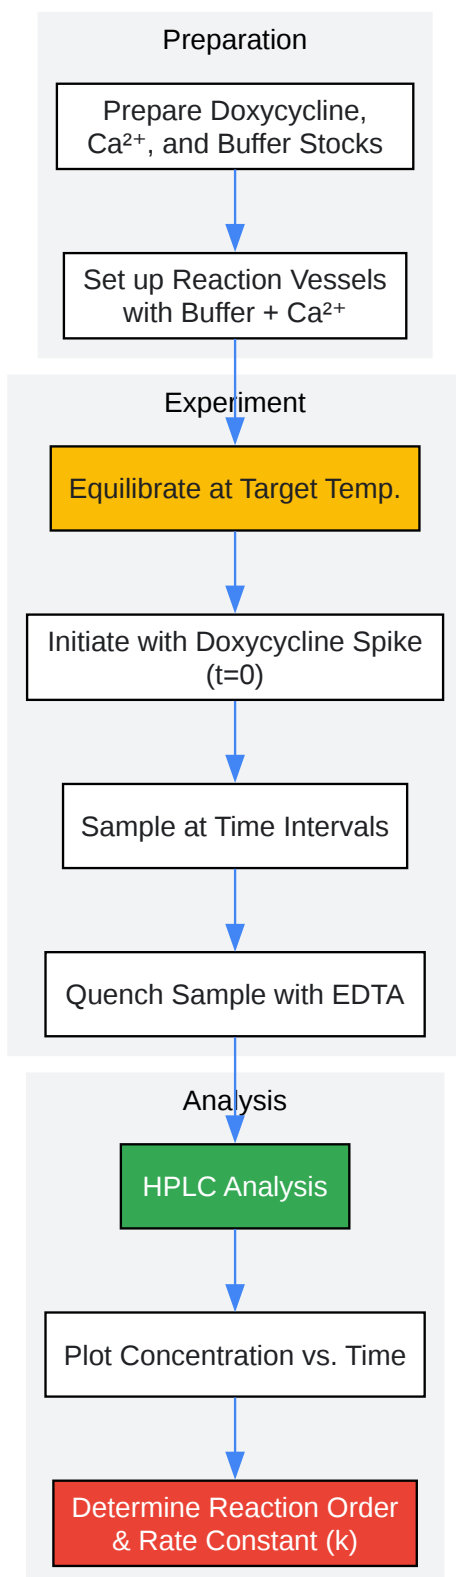 Preparation
Prepare Doxycycline,
Ca²⁺, and Buffer Stocks
Set up Reaction Vessels
with Buffer + Ca²⁺
Experiment
Equilibrate at Target Temp.
Initiate with Doxycycline Spike
(t=0)
Sample at Time Intervals
Quench Sample with EDTA
Analysis
HPLC Analysis
Plot Concentration vs. Time
Determine Reaction Order
& Rate Constant (k)